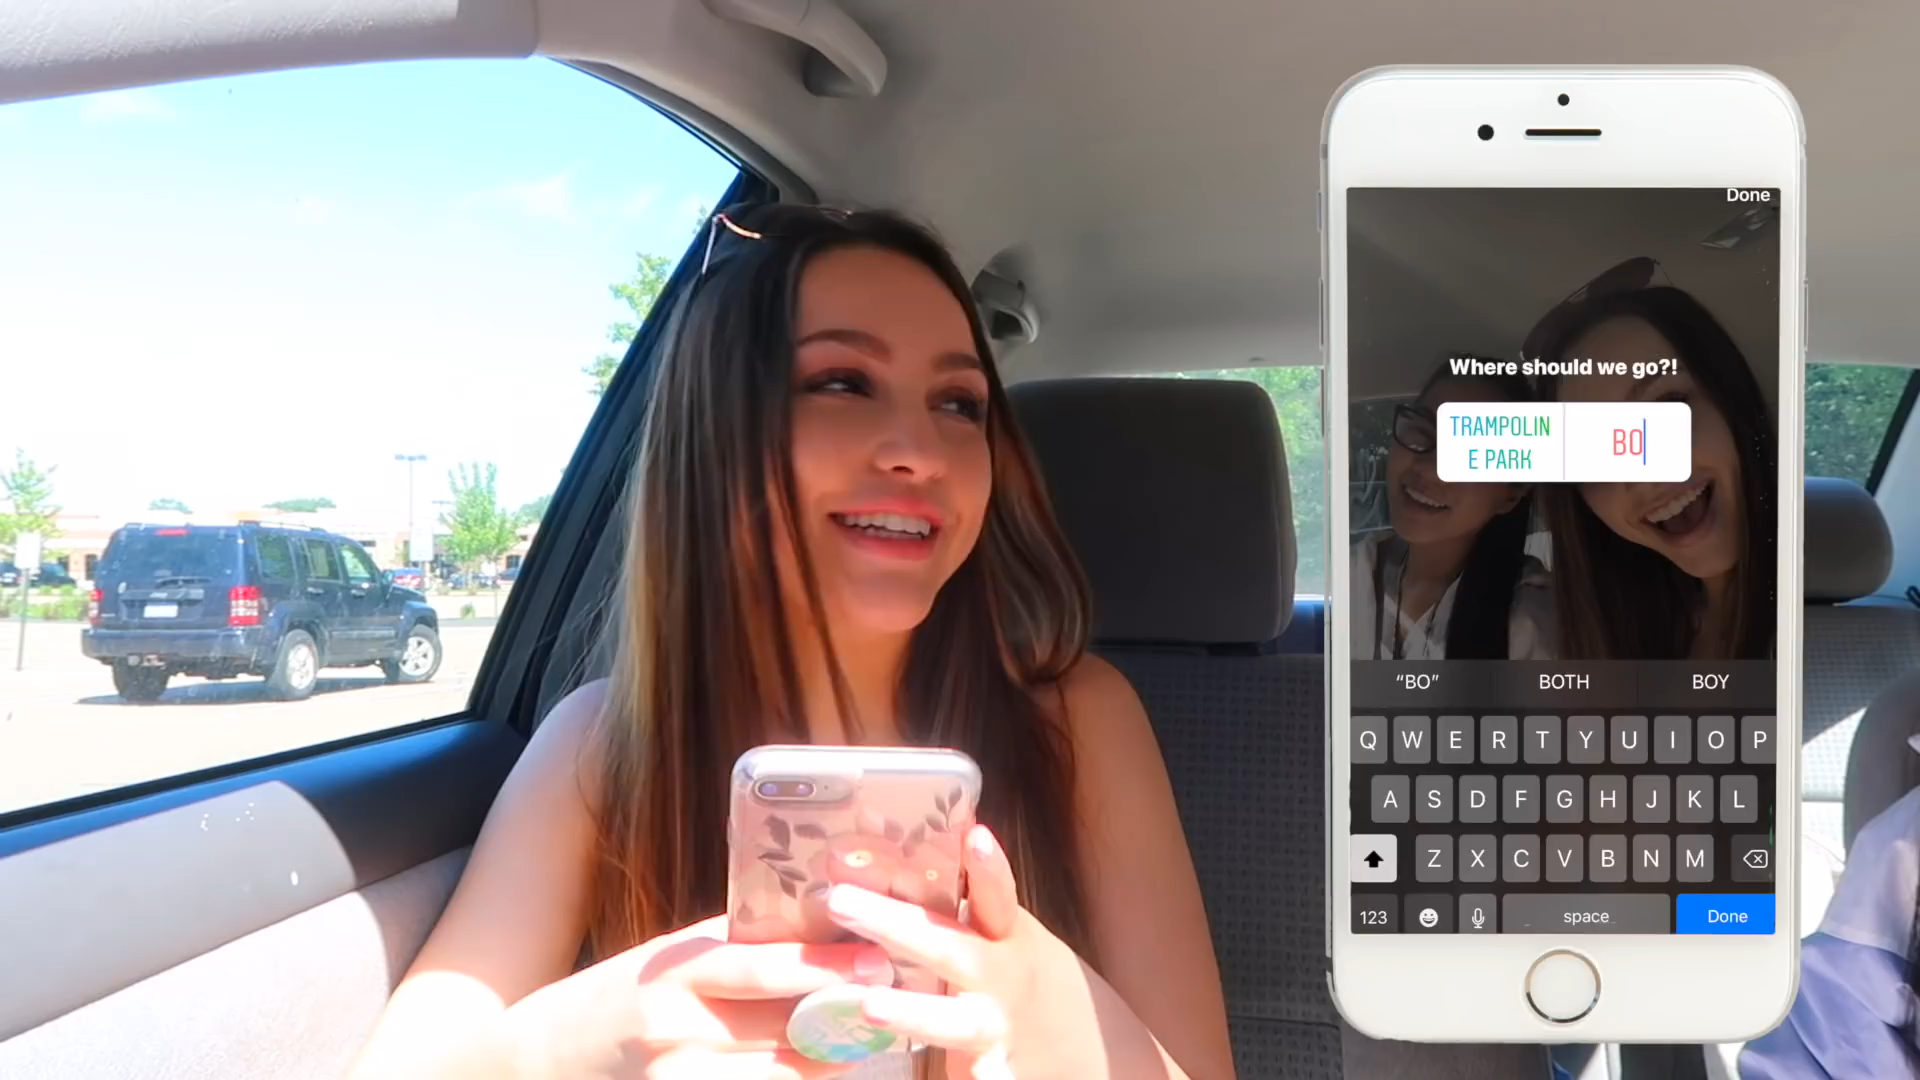 Done
Where should we go?!
TRAMPOLIN
E PARK
BO
“BO” BOTH BOY
Q W E R T Y U I O P
A S D F G H J K L
Z X C V B N M
123 space Done